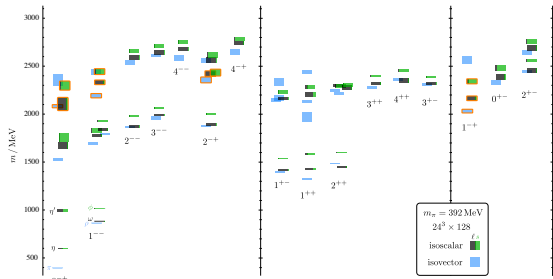 3000
2500
2000
1500
1000
500
m / MeV
η'
η
ω
1−−
2−−
3−−
4−−
2−+
4−+
1+−
1++
2++
3++
4++
3+−
1−+
0+−
2+−
mπ = 392 MeV
24³ × 128
ℓ s
isoscalar
isovector